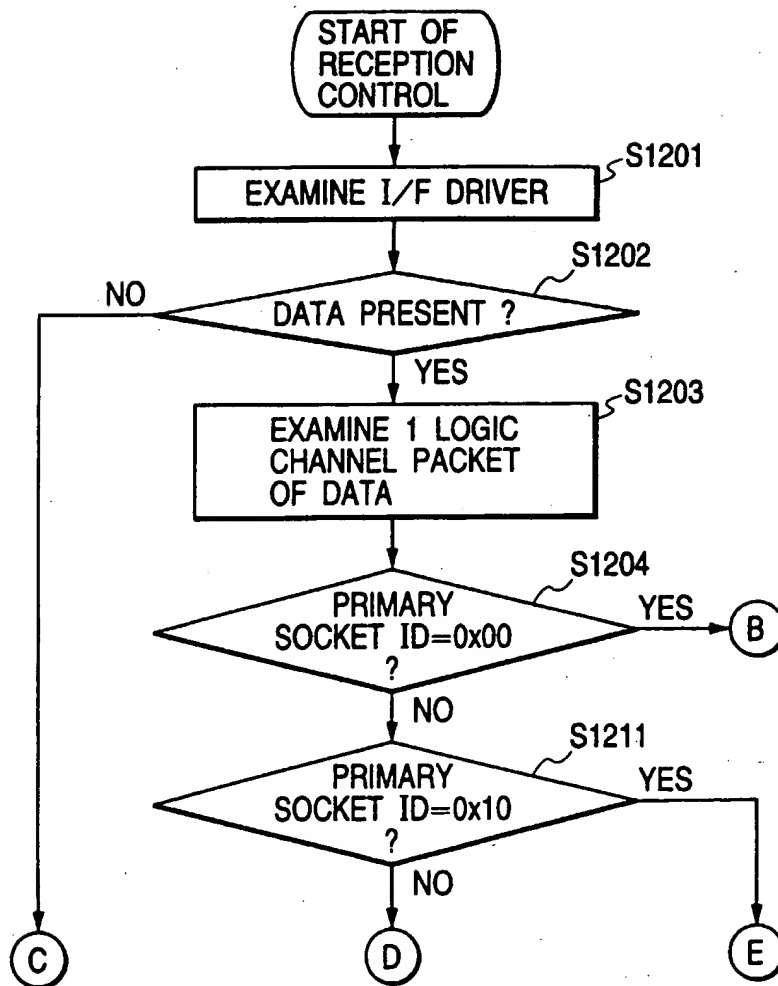 START OF
RECEPTION
CONTROL
S1201
EXAMINE I/F DRIVER
S1202
NO
DATA PRESENT ?
YES
S1203
EXAMINE 1 LOGIC
CHANNEL PACKET
OF DATA
S1204
PRIMARY
SOCKET ID=0x00
?
YES
B
NO
S1211
PRIMARY
SOCKET ID=0x10
?
YES
NO
C
D
E